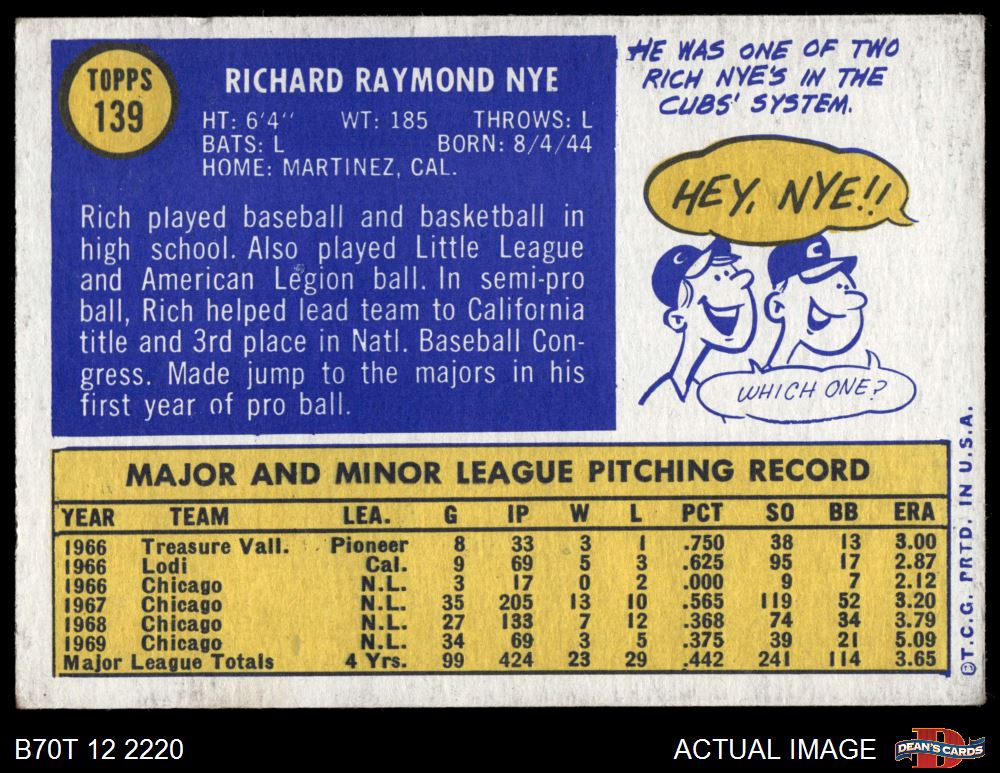 TOPPS
139
RICHARD RAYMOND NYE
HT: 6'4" WT: 185 THROWS: L
BATS: L BORN: 8/4/44
HOME: MARTINEZ, CAL.
Rich played baseball and basketball in
high school. Also played Little League
and American Legion ball. In semi-pro
ball, Rich helped lead team to California
title and 3rd place in Natl. Baseball Con-
gress. Made jump to the majors in his
first year of pro ball.
HE WAS ONE OF TWO
RICH NYE'S IN THE
CUBS' SYSTEM.
HEY, NYE!!
C C
WHICH ONE?
MAJOR AND MINOR LEAGUE PITCHING RECORD
YEAR TEAM LEA. G IP W L PCT SO BB ERA
1966 Treasure Vall. Pioneer 8 33 3 1 .750 38 13 3.00
1966 Lodi Cal. 9 69 5 3 .625 95 17 2.87
1966 Chicago N.L. 3 17 0 2 .000 9 7 2.12
1967 Chicago N.L. 35 205 13 10 .565 119 52 3.20
1968 Chicago N.L. 27 133 7 12 .368 74 34 3.79
1969 Chicago N.L. 34 69 3 5 .375 39 21 5.09
Major League Totals 4 Yrs. 99 424 23 29 .442 241 114 3.65
©T.C.G. PRTD. IN U.S.A.
B70T 12 2220
ACTUAL IMAGE
D
DEAN'S CARDS